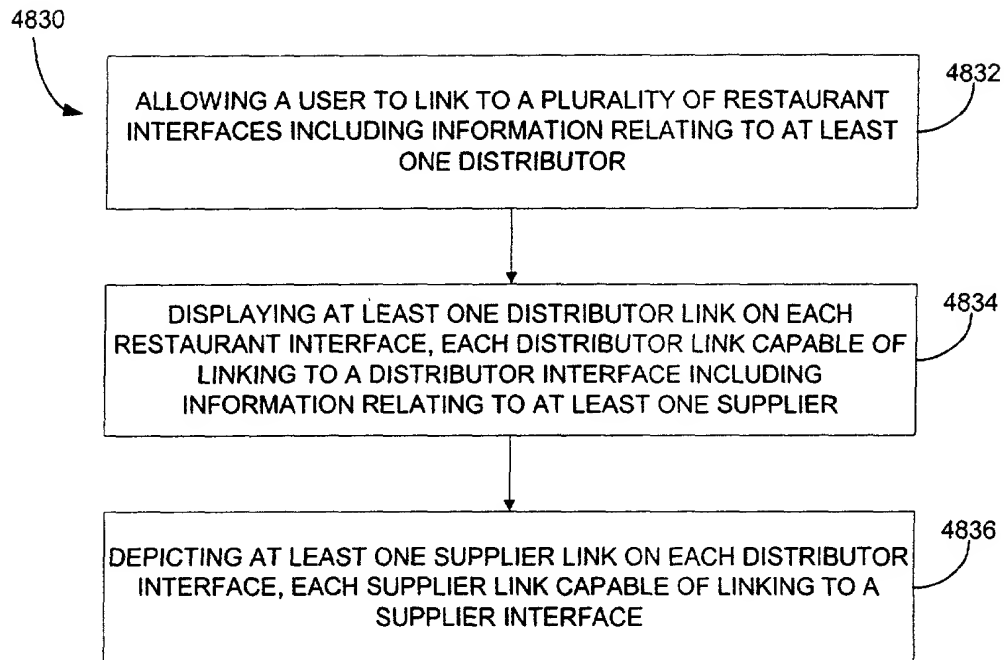 4830
4832
ALLOWING A USER TO LINK TO A PLURALITY OF RESTAURANT
INTERFACES INCLUDING INFORMATION RELATING TO AT LEAST
ONE DISTRIBUTOR
4834
DISPLAYING AT LEAST ONE DISTRIBUTOR LINK ON EACH
RESTAURANT INTERFACE, EACH DISTRIBUTOR LINK CAPABLE OF
LINKING TO A DISTRIBUTOR INTERFACE INCLUDING
INFORMATION RELATING TO AT LEAST ONE SUPPLIER
4836
DEPICTING AT LEAST ONE SUPPLIER LINK ON EACH DISTRIBUTOR
INTERFACE, EACH SUPPLIER LINK CAPABLE OF LINKING TO A
SUPPLIER INTERFACE